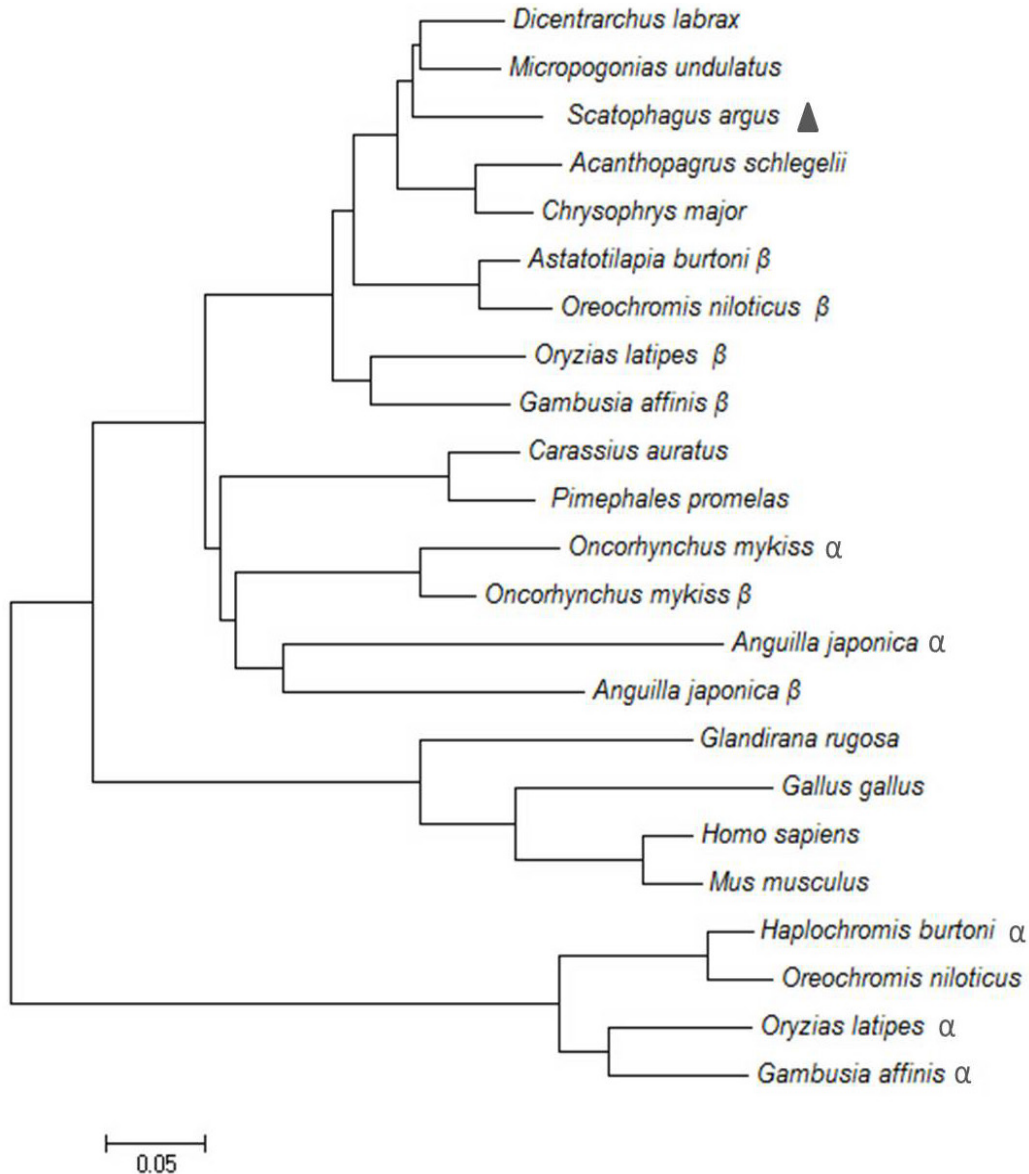 Dicentrarchus labrax
Micropogonias undulatus
Scatophagus argus
Acanthopagrus schlegelii
Chrysophrys major
Astatotilapia burtoni β
Oreochromis niloticus β
Oryzias latipes β
Gambusia affinis β
Carassius auratus
Pimephales promelas
Oncorhynchus mykiss α
Oncorhynchus mykiss β
Anguilla japonica α
Anguilla japonica β
Glandirana rugosa
Gallus gallus
Homo sapiens
Mus musculus
Haplochromis burtoni α
Oreochromis niloticus
Oryzias latipes α
Gambusia affinis α
0.05